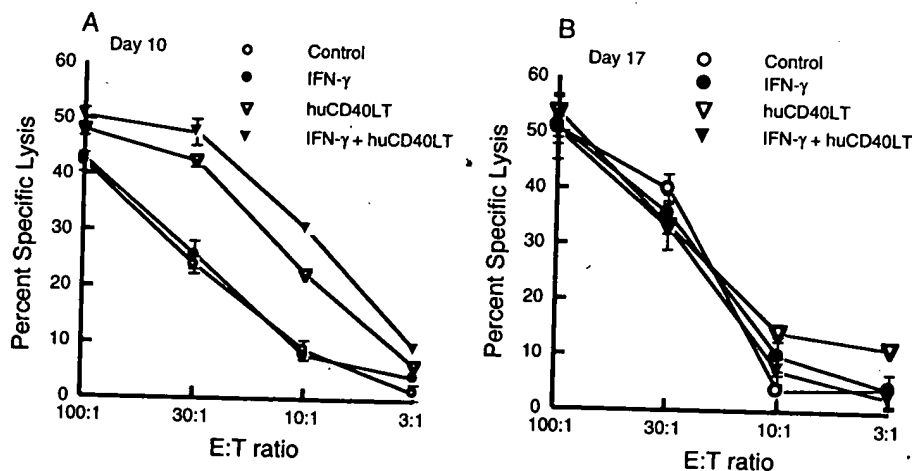 A
Day 10
Control
IFN-γ
huCD40LT
IFN-γ + huCD40LT
Percent Specific Lysis
60
50
40
30
20
10
0
100:1
30:1
10:1
3:1
E:T ratio
B
Day 17
Control
IFN-γ
huCD40LT
IFN-γ + huCD40LT
Percent Specific Lysis
60
50
40
30
20
10
0
100:1
30:1
10:1
3:1
E:T ratio